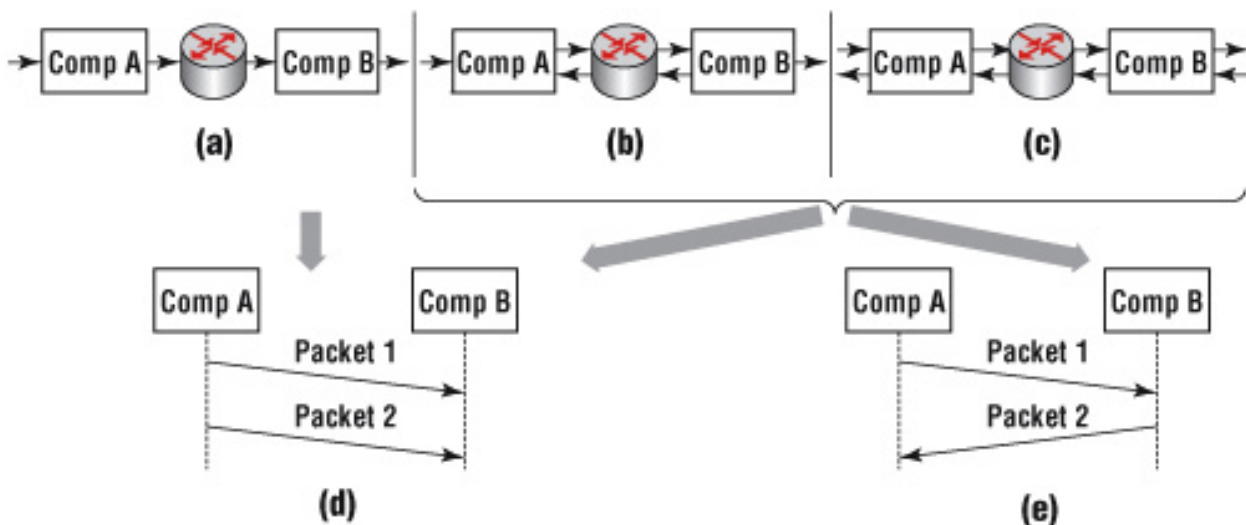 Comp A Comp B Comp A Comp B Comp A Comp B
(a) (b) (c)
Comp A Comp B Comp A Comp B
Packet 1 Packet 1
Packet 2 Packet 2
(d) (e)